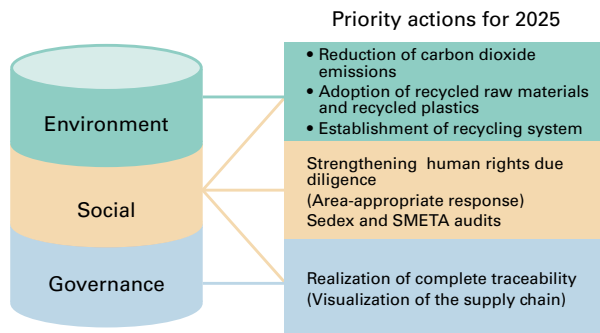 Priority actions for 2025
Environment
• Reduction of carbon dioxide
emissions
• Adoption of recycled raw materials
and recycled plastics
• Establishment of recycling system
Social
Strengthening human rights due
diligence
(Area-appropriate response)
Sedex and SMETA audits
Governance
Realization of complete traceability
(Visualization of the supply chain)